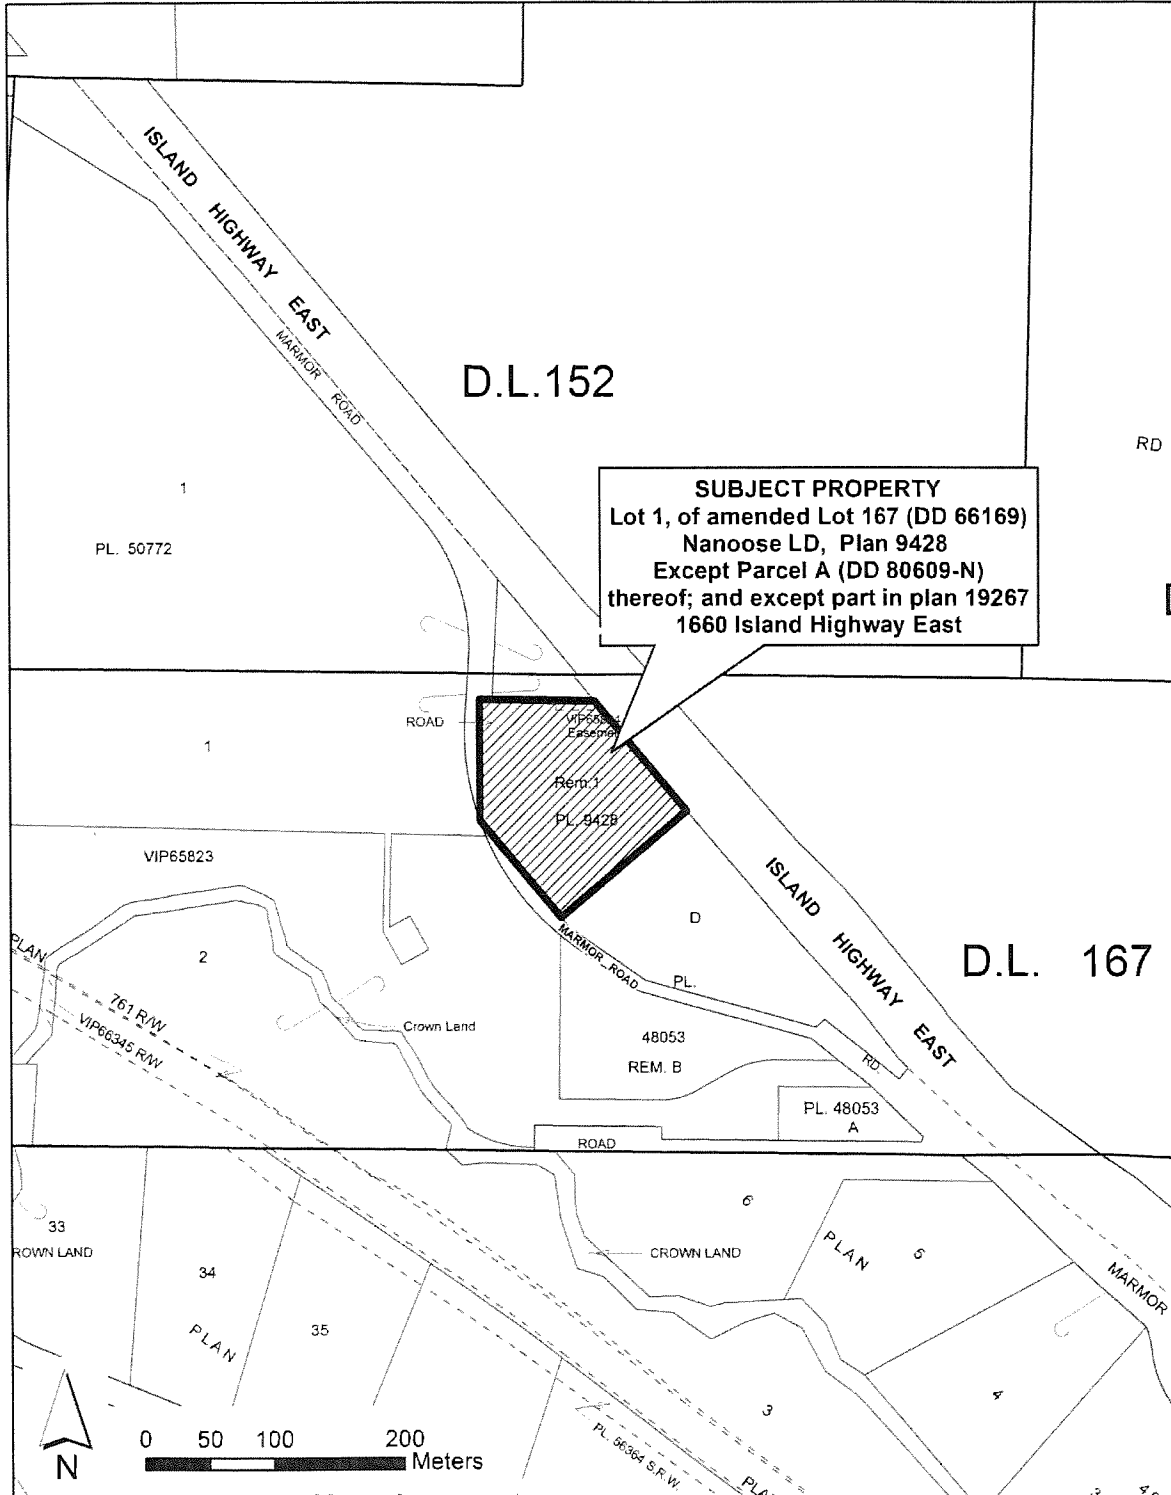 ISLAND HIGHWAY EAST
MARMOR ROAD
D.L.152
RD
1
PL. 50772
SUBJECT PROPERTY
Lot 1, of amended Lot 167 (DD 66169)
Nanoose LD, Plan 9428
Except Parcel A (DD 80609-N)
thereof; and except part in plan 19267
1660 Island Highway East
ROAD
1
Rem.1
PL. 9428
VIP65823
ISLAND HIGHWAY EAST
D
D.L. 167
MARMOR ROAD
PL.
PLAN
2
761 R/W
VIP66345 R/W
Crown Land
48053
REM. B
RD.
PL. 48053
A
ROAD
33
ROWN LAND
34
PLAN
35
6
CROWN LAND
PLAN
5
MARMOR
4
3
PL. 56364 S.R.W.
N
0 50 100 200
Meters